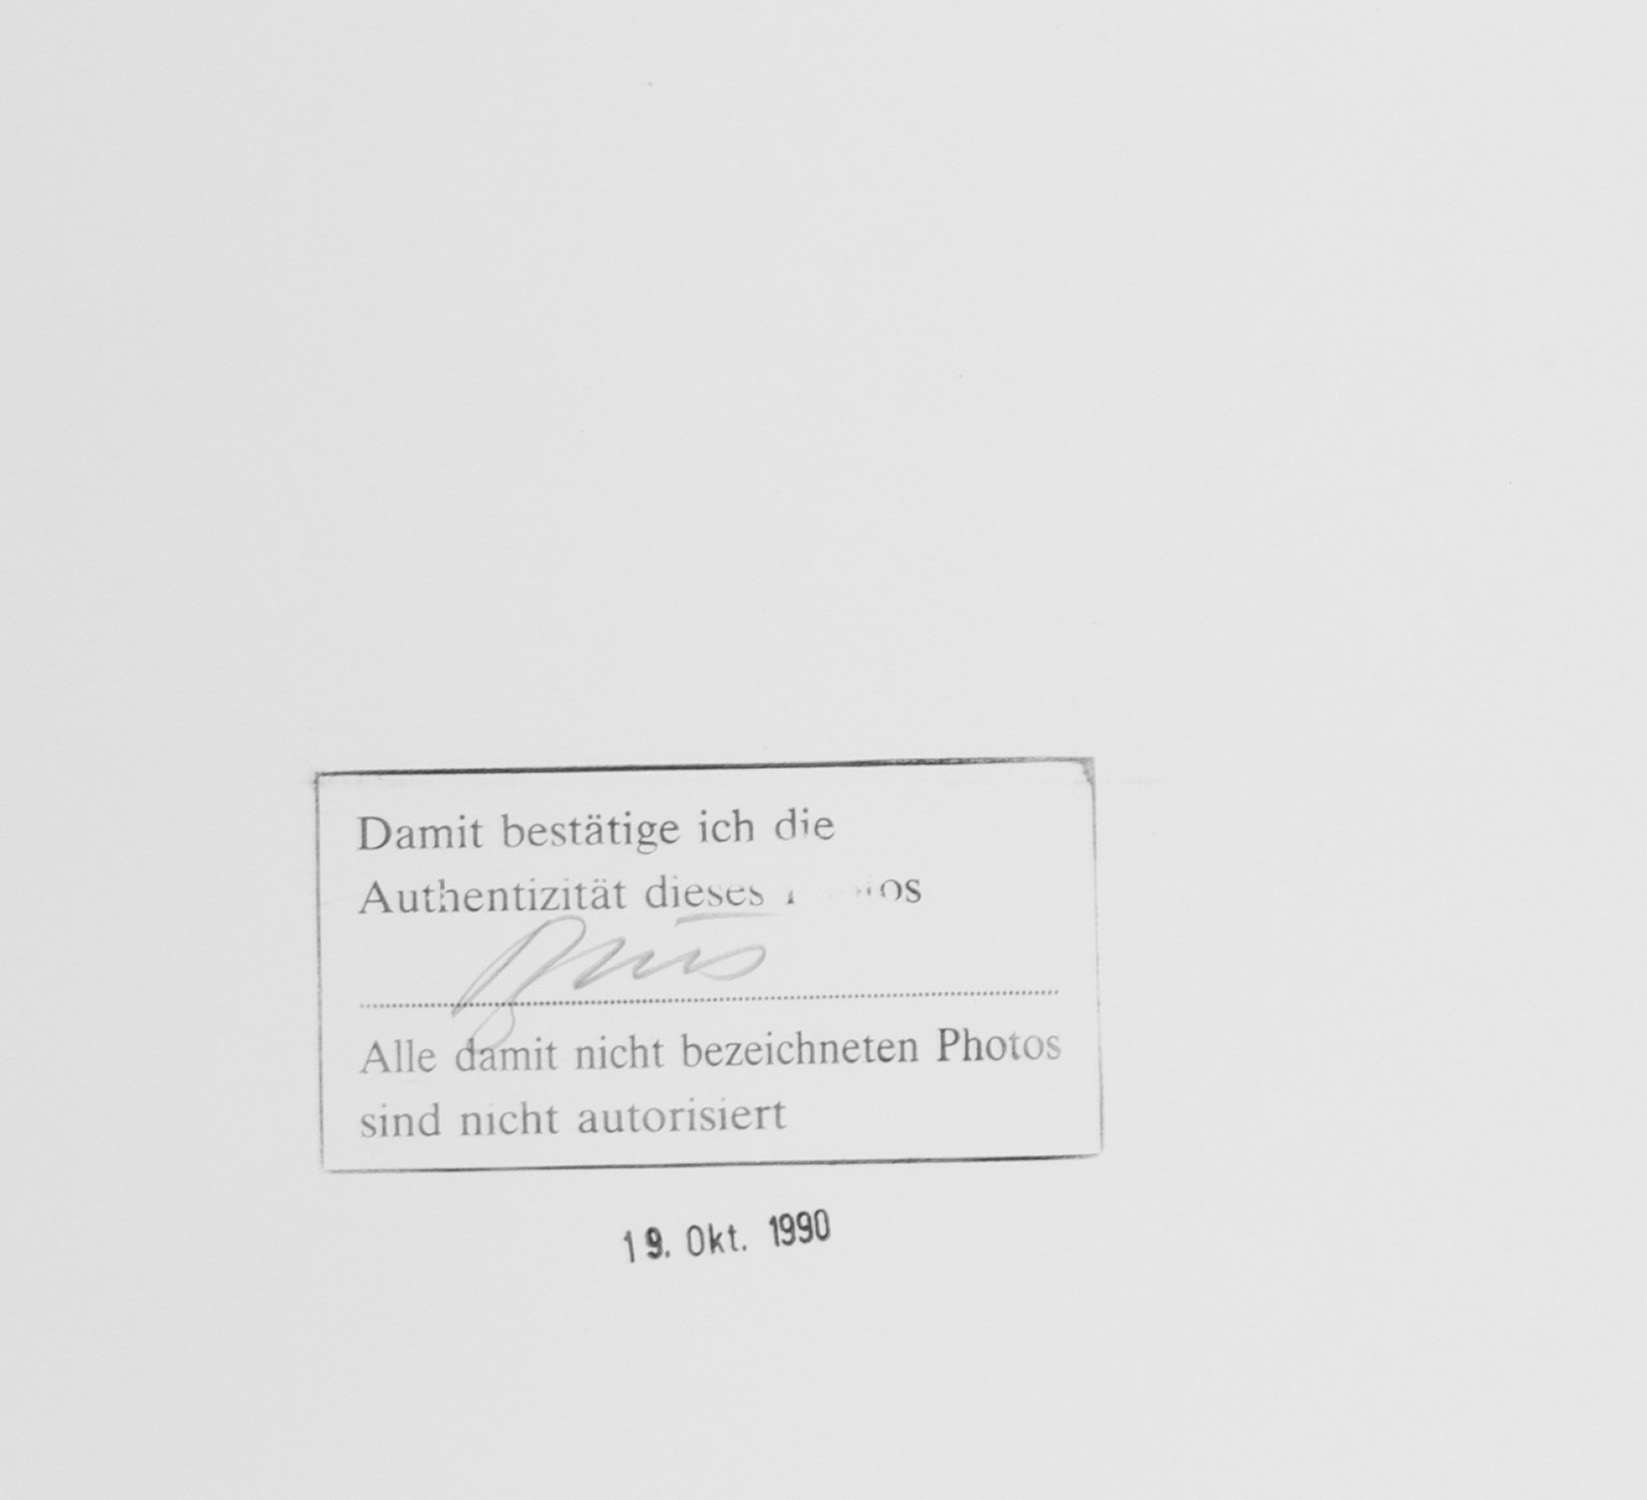 Damit bestätige ich die
Authentizität dieses
Alle damit nicht bezeichneten Photos
sind nicht autorisiert
19. Okt. 1990